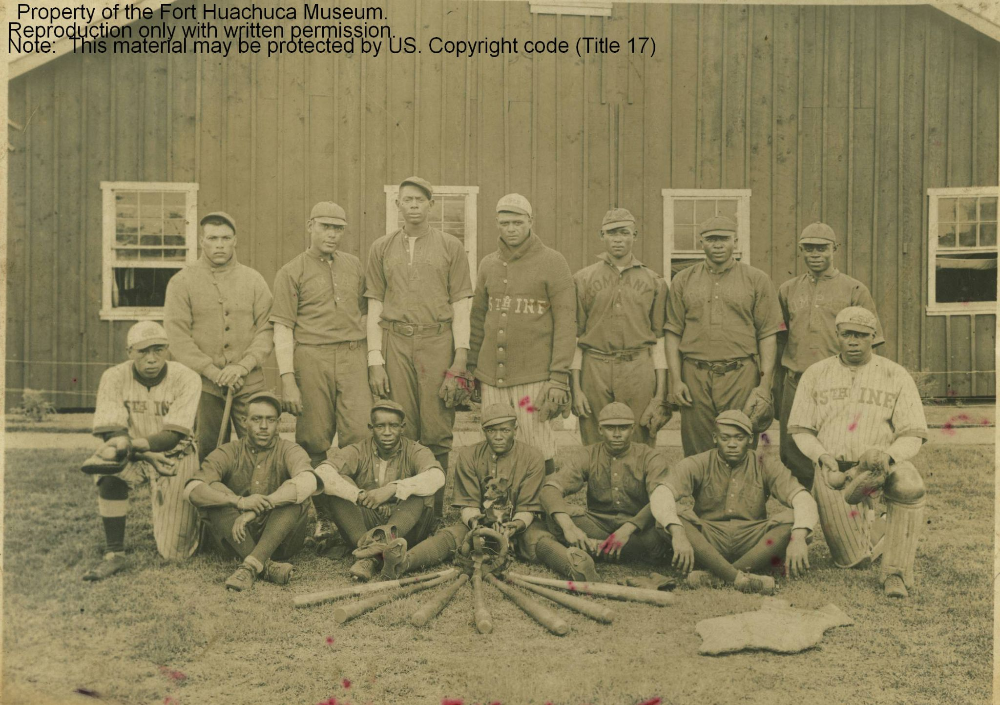 Property of the Fort Huachuca Museum.
Reproduction only with written permission.
Note: This material may be protected by US. Copyright code (Title 17)
5TH INF
COMPANY
A
5TH IN
5TH INF